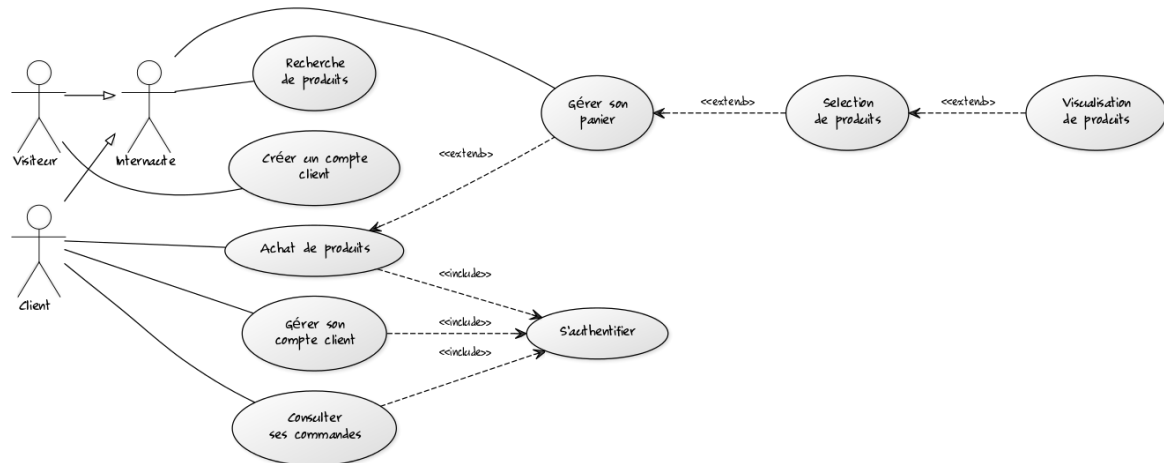 Recherche
de produits
Gérer son
panier
<<extend>>
Selection
de produits
<<extend>>
Visualisation
de produits
Visiteur
Internaute
Créer un compte
client
<<extend>>
Achat de produits
Client
<<include>>
Gérer son
compte client
<<include>>
S'authentifier
<<include>>
Consulter
ses commandes